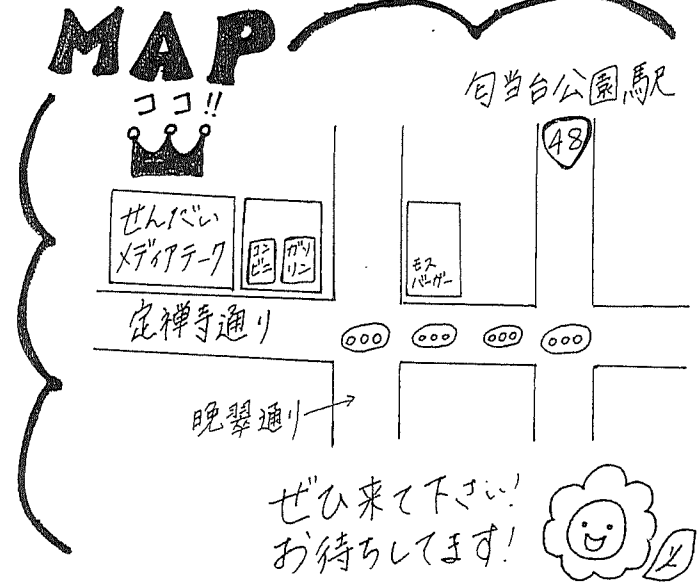 MAP
ココ!!
匂当台公園駅
48
せんだい
メディアテーク
コン
ビニ
ガソ
リン
モス
バーガー
定禅寺通り
晩翠通り
ぜひ来て下さい!
お待ちしてます!